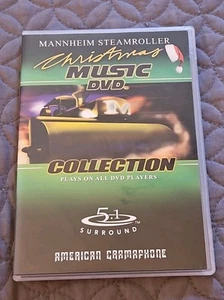 MANNHEIM STEAMROLLER
Christmas
MUSIC
DVD
COLLECTION
PLAYS ON ALL DVD PLAYERS
5.1
SURROUND
AMERICAN GRAMAPHONE